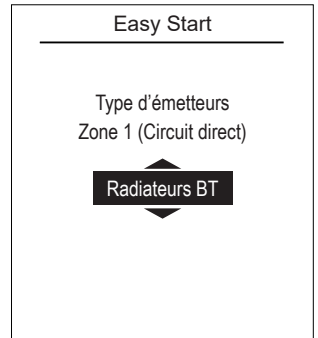 Easy Start
Type d'émetteurs
Zone 1 (Circuit direct)
Radiateurs BT